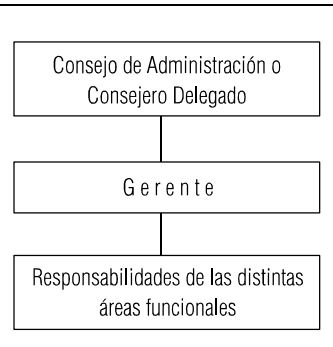 Consejo de Administración o
Consejero Delegado
Gerente
Responsabilidades de las distintas
áreas funcionales